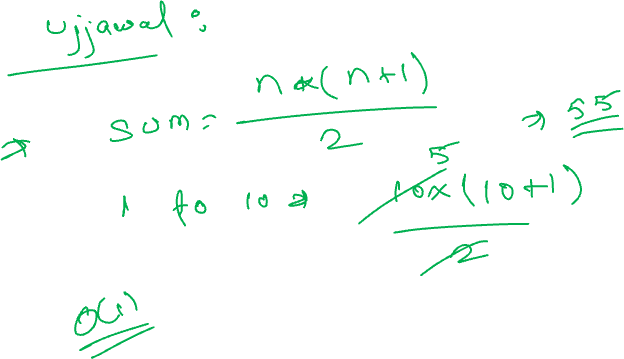 Ujjawal :
⇒ sum = n*(n+1) / 2 → 55
1 to 10 ⇒ 10x(10+1) / 2 5
O(1)